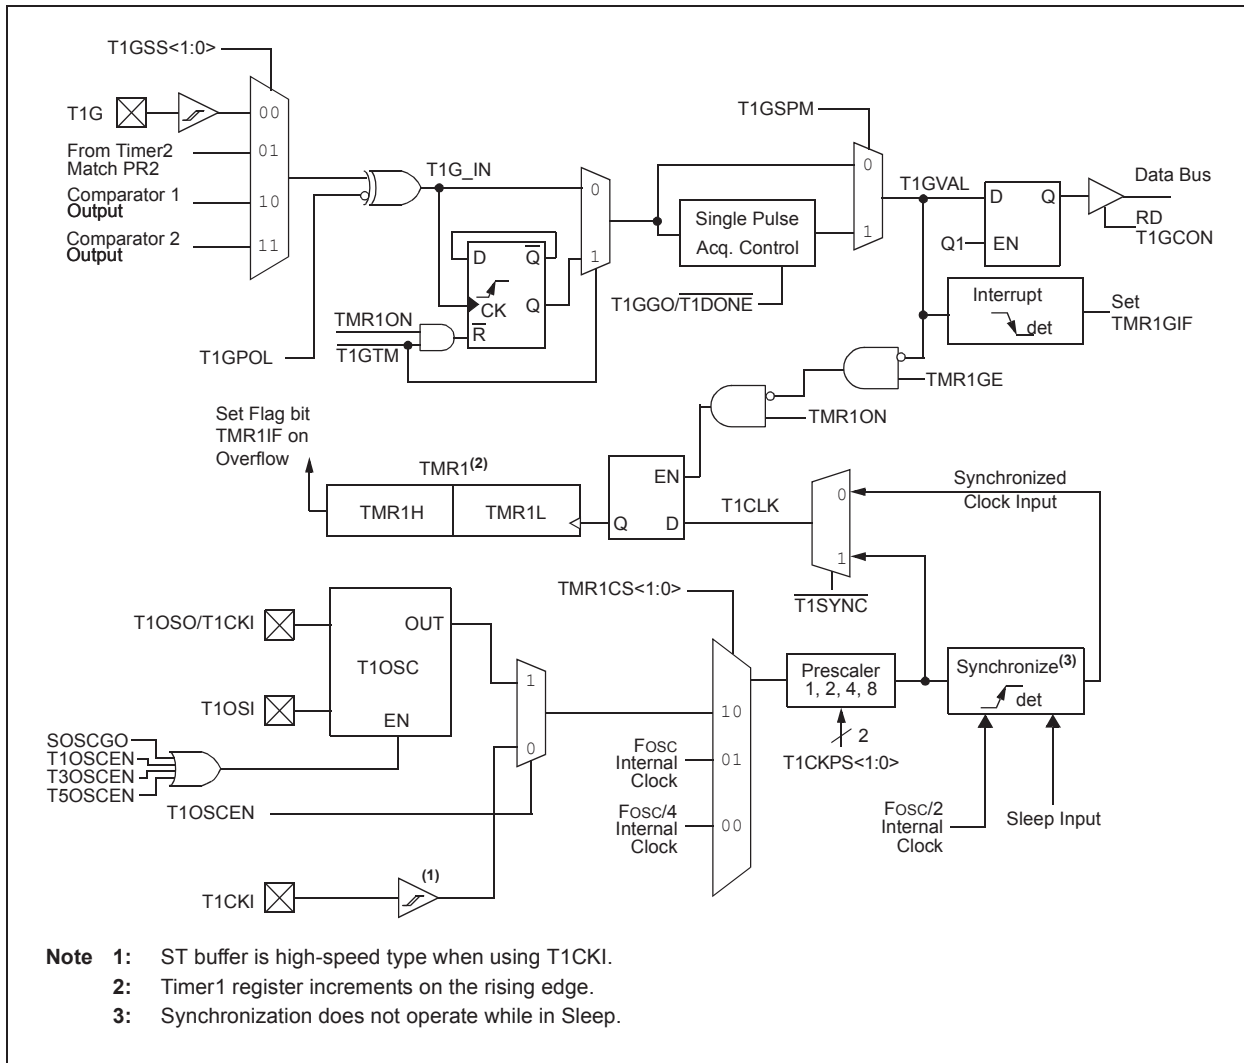 T1GSS<1:0>
T1G
00
From Timer2
Match PR2
01
Comparator 1
Output
10
Comparator 2
Output
11
T1GPOL
T1G_IN
0
1
D
Q
CK
Q
R
TMR1ON
T1GTM
T1GSPM
Single Pulse
Acq. Control
T1GGO/T1DONE
0
1
T1GVAL
D
Q
Q1
EN
Data Bus
RD
T1GCON
Interrupt
det
Set
TMR1GIF
TMR1GE
TMR1ON
Set Flag bit
TMR1IF on
Overflow
TMR1(2)
TMR1H
TMR1L
EN
Q
D
T1CLK
0
1
T1SYNC
Synchronized
Clock Input
T1OSO/T1CKI
OUT
T1OSC
T1OSI
EN
SOSCGO
T1OSCEN
T3OSCEN
T5OSCEN
T1OSCEN
1
0
T1CKI
(1)
TMR1CS<1:0>
10
FOSC
Internal
Clock
01
FOSC/4
Internal
Clock
00
Prescaler
1, 2, 4, 8
2
T1CKPS<1:0>
Synchronize(3)
det
FOSC/2
Internal
Clock
Sleep Input
Note 1: ST buffer is high-speed type when using T1CKI.
2: Timer1 register increments on the rising edge.
3: Synchronization does not operate while in Sleep.